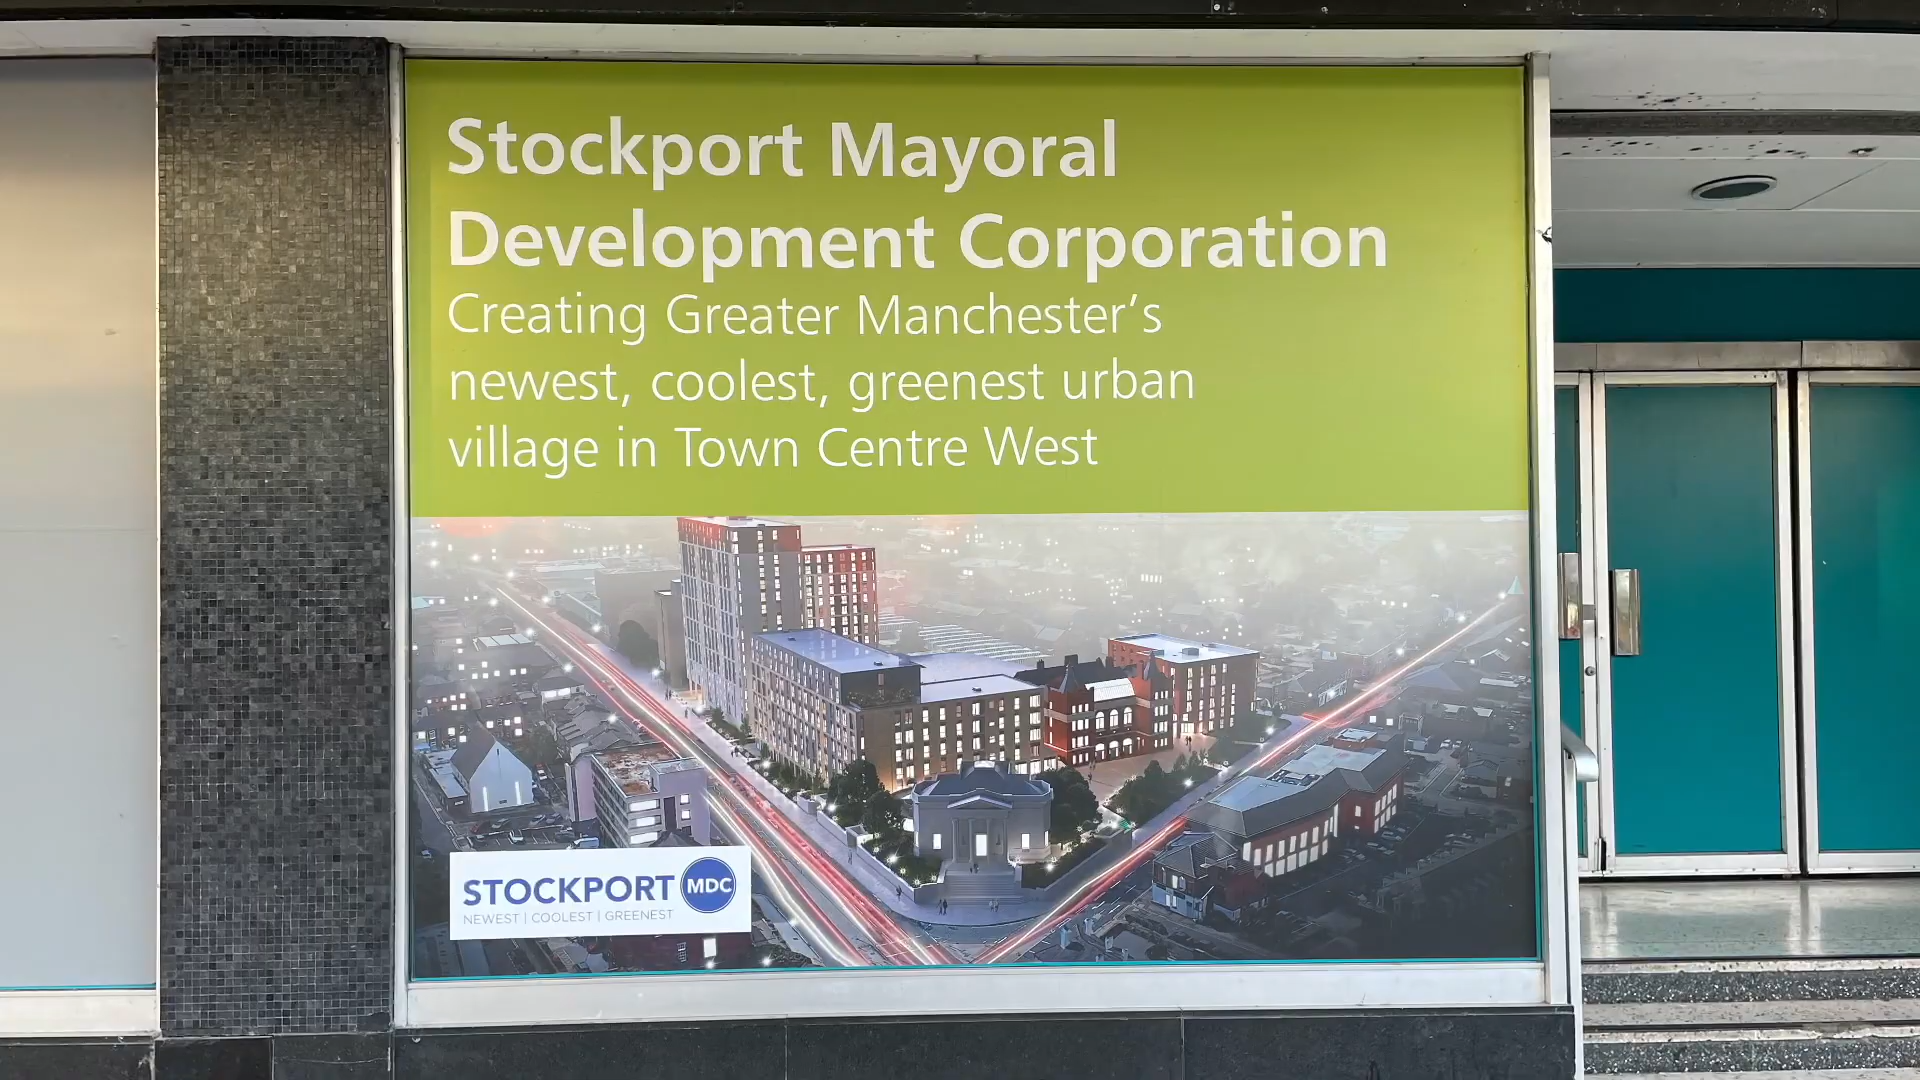 Stockport Mayoral
Development Corporation
Creating Greater Manchester’s
newest, coolest, greenest urban
village in Town Centre West
STOCKPORT MDC
NEWEST | COOLEST | GREENEST